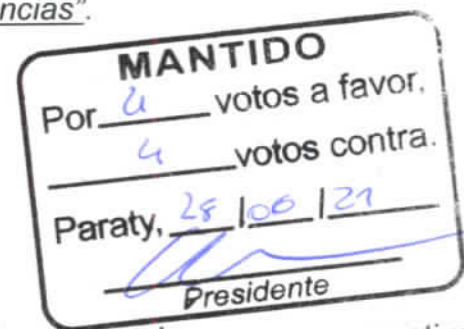 ncias".
MANTIDO
Por 4 votos a favor.
4 votos contra.
Paraty, 28 / 06 / 21
Presidente